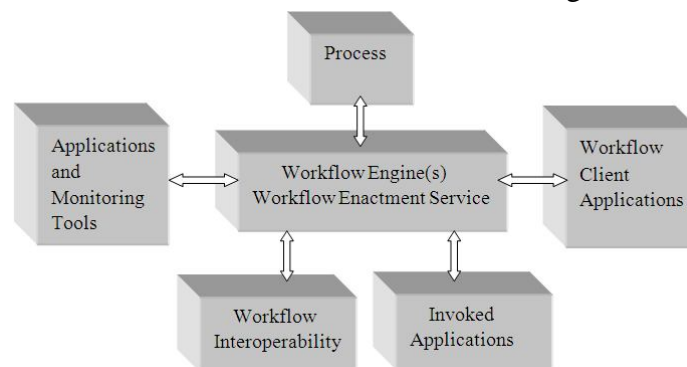 Process
Applications
and
Monitoring
Tools
Workflow Engine(s)
Workflow Enactment Service
Workflow
Client
Applications
Workflow
Interoperability
Invoked
Applications